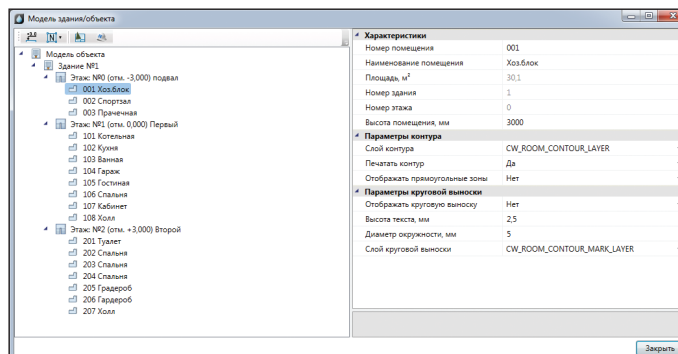 Модель здания/объекта
Модель объекта
Здание №1
Этаж: №0 (отм. -3,000) подвал
001 Хоз.блок
002 Спортзал
003 Прачечная
Этаж: №1 (отм. 0,000) Первый
101 Котельная
102 Кухня
103 Ванная
104 Гараж
105 Гостиная
106 Спальня
107 Кабинет
108 Холл
Этаж: №2 (отм. +3,000) Второй
201 Туалет
202 Спальня
203 Спальня
204 Спальня
205 Градероб
206 Гардероб
207 Холл
Характеристики
Номер помещения 001
Наименование помещения Хоз.блок
Площадь, м² 30,1
Номер здания 1
Номер этажа 0
Высота помещения, мм 3000
Параметры контура
Слой контура CW_ROOM_CONTOUR_LAYER
Печатать контур Да
Отображать прямоугольные зоны Нет
Параметры круговой выноски
Отображать круговую выноску Нет
Высота текста, мм 2,5
Диаметр окружности, мм 5
Слой круговой выноски CW_ROOM_CONTOUR_MARK_LAYER
Закрыть